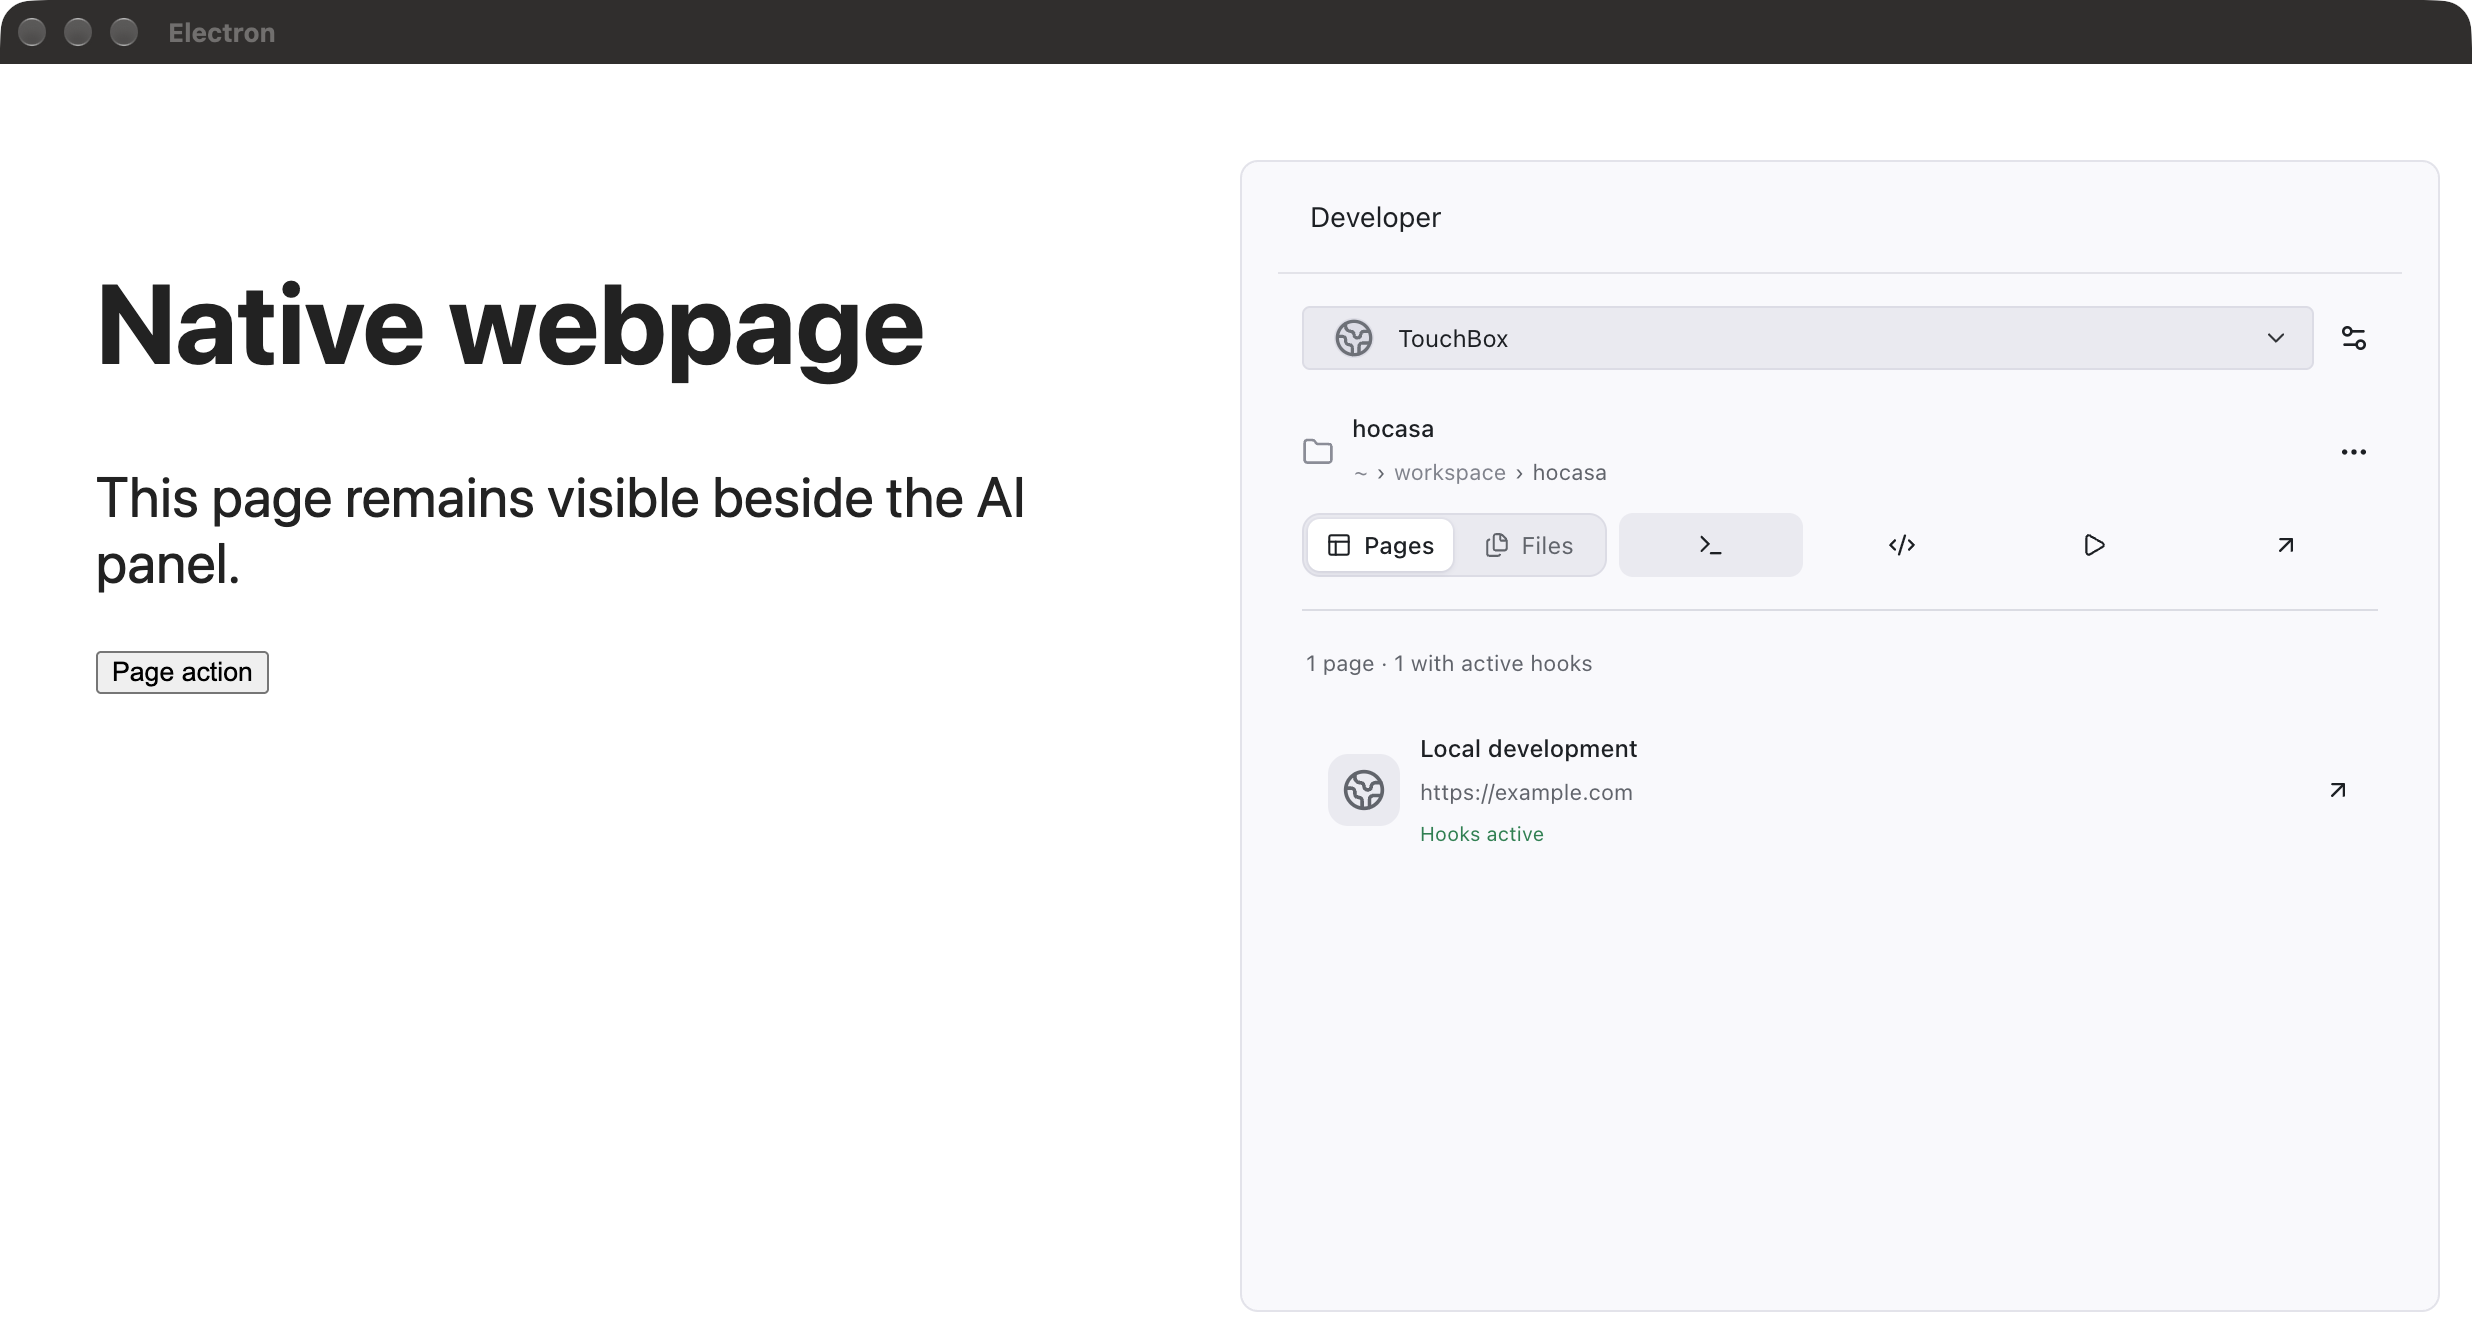 Electron
Native webpage
This page remains visible beside the AI
panel.
Page action
Developer
TouchBox
hocasa
~ › workspace › hocasa
Pages
Files
1 page · 1 with active hooks
Local development
https://example.com
Hooks active